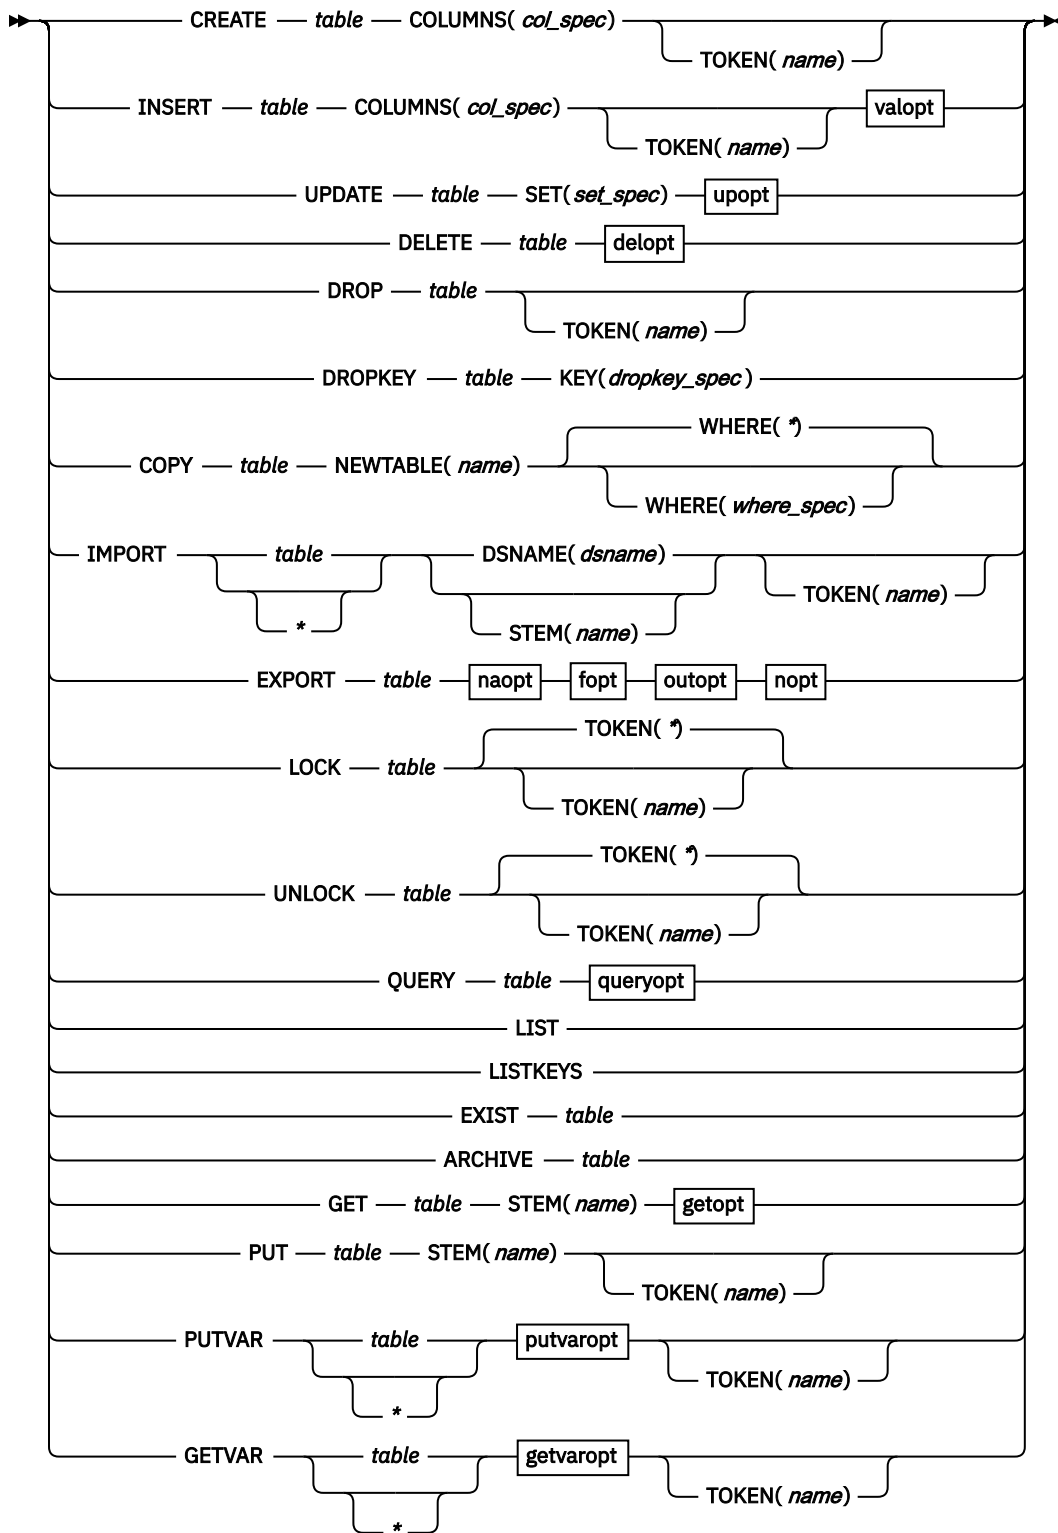 CREATE table COLUMNS( col_spec)
TOKEN( name)
INSERT table COLUMNS( col_spec) valopt
TOKEN( name)
UPDATE table SET( set_spec) upopt
DELETE table delopt
DROP table
TOKEN( name)
DROPKEY table KEY( dropkey_spec)
WHERE( *)
COPY table NEWTABLE( name)
WHERE( where_spec)
IMPORT table DSNAME( dsname)
TOKEN( name)
* STEM( name)
EXPORT table naopt fopt outopt nopt
TOKEN( *)
LOCK table
TOKEN( name)
TOKEN( *)
UNLOCK table
TOKEN( name)
QUERY table queryopt
LIST
LISTKEYS
EXIST table
ARCHIVE table
GET table STEM( name) getopt
PUT table STEM( name)
TOKEN( name)
PUTVAR table putvaropt
TOKEN( name)
*
GETVAR table getvaropt
TOKEN( name)
*